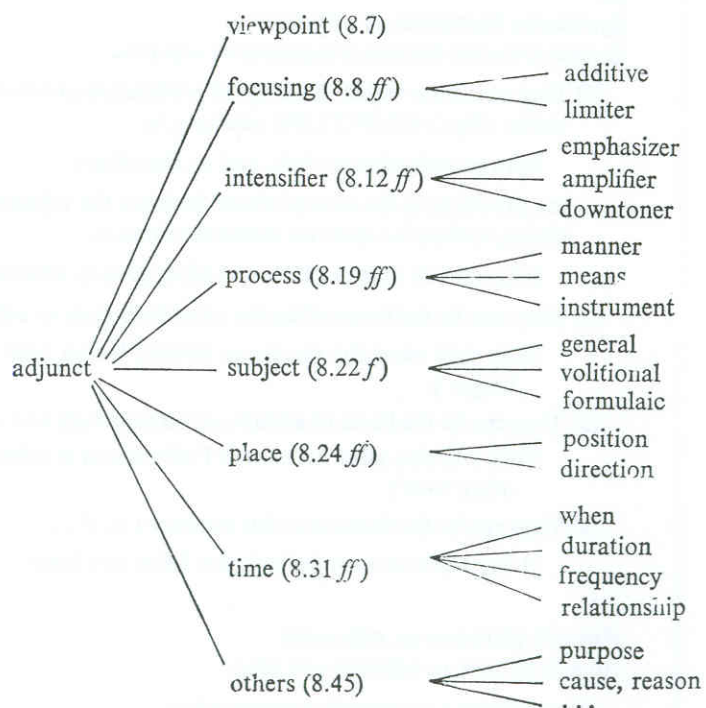 viewpoint (8.7)
focusing (8.8 ff)
additive
limiter
intensifier (8.12 ff)
emphasizer
amplifier
downtoner
process (8.19 ff)
manner
means
instrument
adjunct
subject (8.22 f)
general
volitional
formulaic
place (8.24 ff)
position
direction
time (8.31 ff)
when
duration
frequency
relationship
others (8.45)
purpose
cause, reason